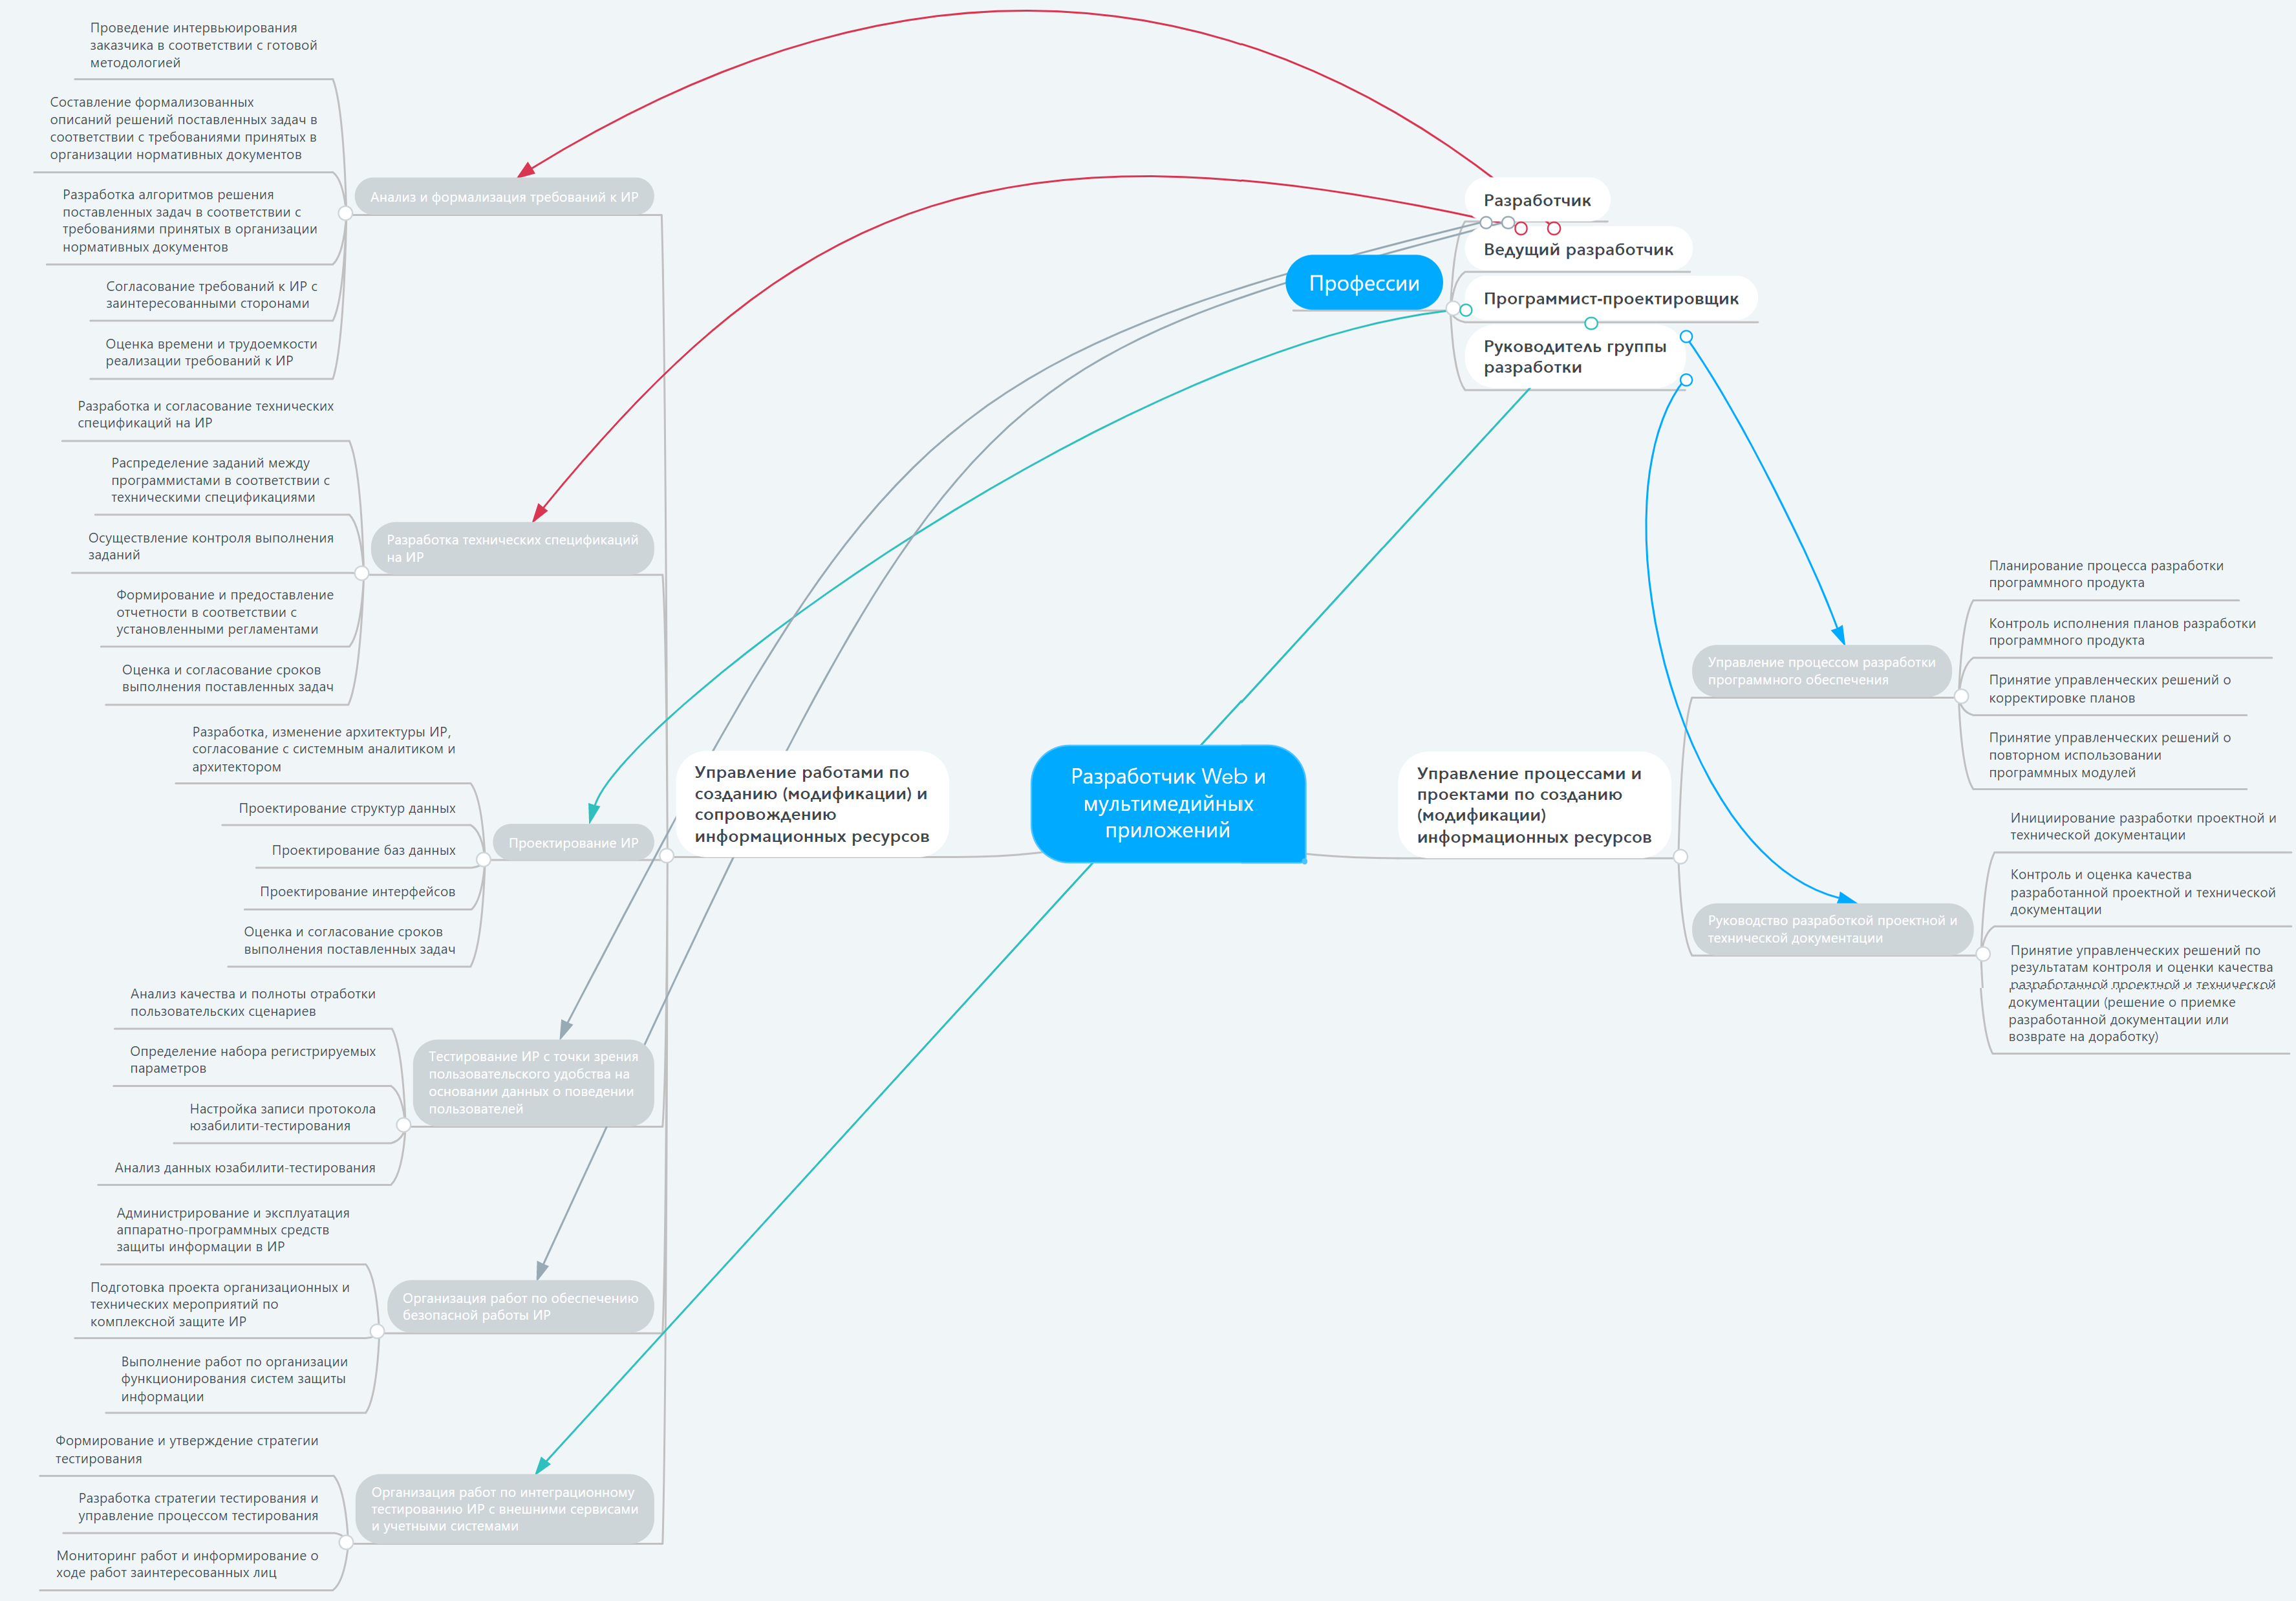 Проведение интервьюирования
заказчика в соответствии с готовой
методологией
Составление формализованных
описаний решений поставленных задач в
соответствии с требованиями принятых в
организации нормативных документов
Разработка алгоритмов решения
поставленных задач в соответствии с
требованиями принятых в организации
нормативных документов
Согласование требований к ИР с
заинтересованными сторонами
Оценка времени и трудоемкости
реализации требований к ИР
Анализ и формализация требований к ИР
Разработка и согласование технических
спецификаций на ИР
Распределение заданий между
программистами в соответствии с
техническими спецификациями
Осуществление контроля выполнения
заданий
Формирование и предоставление
отчетности в соответствии с
установленными регламентами
Оценка и согласование сроков
выполнения поставленных задач
Разработка технических спецификаций
на ИР
Разработка, изменение архитектуры ИР,
согласование с системным аналитиком и
архитектором
Проектирование структур данных
Проектирование баз данных
Проектирование интерфейсов
Оценка и согласование сроков
выполнения поставленных задач
Проектирование ИР
Анализ качества и полноты отработки
пользовательских сценариев
Определение набора регистрируемых
параметров
Настройка записи протокола
юзабилити-тестирования
Анализ данных юзабилити-тестирования
Тестирование ИР с точки зрения
пользовательского удобства на
основании данных о поведении
пользователей
Администрирование и эксплуатация
аппаратно-программных средств
защиты информации в ИР
Подготовка проекта организационных и
технических мероприятий по
комплексной защите ИР
Выполнение работ по организации
функционирования систем защиты
информации
Организация работ по обеспечению
безопасной работы ИР
Формирование и утверждение стратегии
тестирования
Разработка стратегии тестирования и
управление процессом тестирования
Мониторинг работ и информирование о
ходе работ заинтересованных лиц
Организация работ по интеграционному
тестированию ИР с внешними сервисами
и учетными системами
Управление работами по
созданию (модификации) и
сопровождению
информационных ресурсов
Разработчик Web и
мультимедийных
приложений
Профессии
Разработчик
Ведущий разработчик
Программист-проектировщик
Руководитель группы
разработки
Управление процессами и
проектами по созданию
(модификации)
информационных ресурсов
Управление процессом разработки
программного обеспечения
Планирование процесса разработки
программного продукта
Контроль исполнения планов разработки
программного продукта
Принятие управленческих решений о
корректировке планов
Принятие управленческих решений о
повторном использовании
программных модулей
Руководство разработкой проектной и
технической документации
Инициирование разработки проектной и
технической документации
Контроль и оценка качества
разработанной проектной и технической
документации
Принятие управленческих решений по
результатам контроля и оценки качества
разработанной проектной и технической
документации (решение о приемке
разработанной документации или
возврате на доработку)